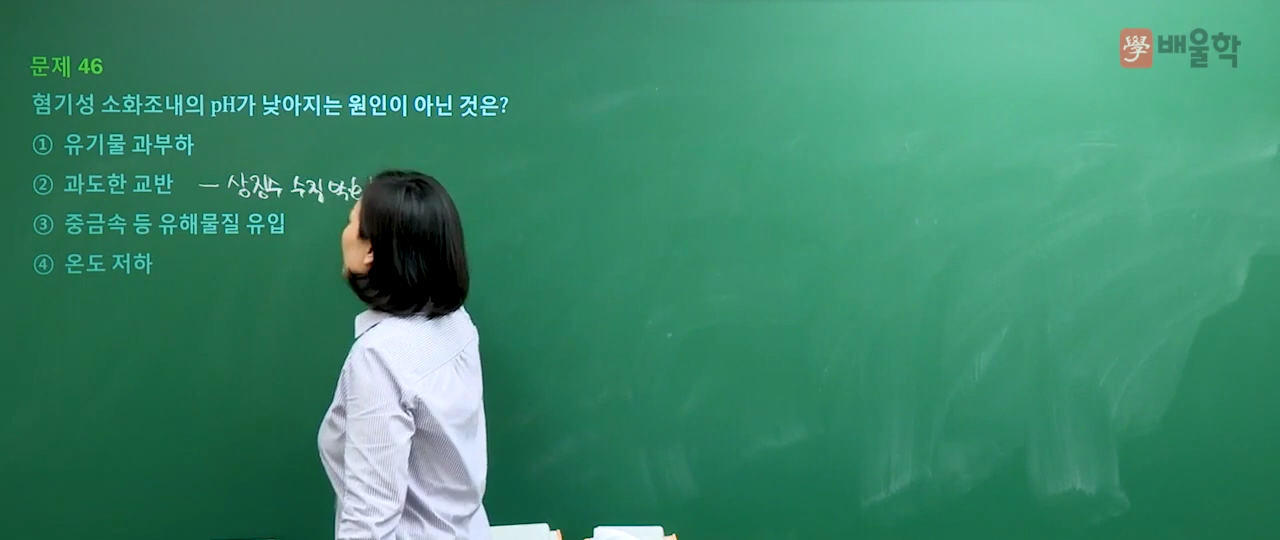 學 배울학
문제 46
혐기성 소화조내의 pH가 낮아지는 원인이 아닌 것은?
① 유기물 과부하
② 과도한 교반 – 상징수 수질
③ 중금속 등 유해물질 유입
④ 온도 저하